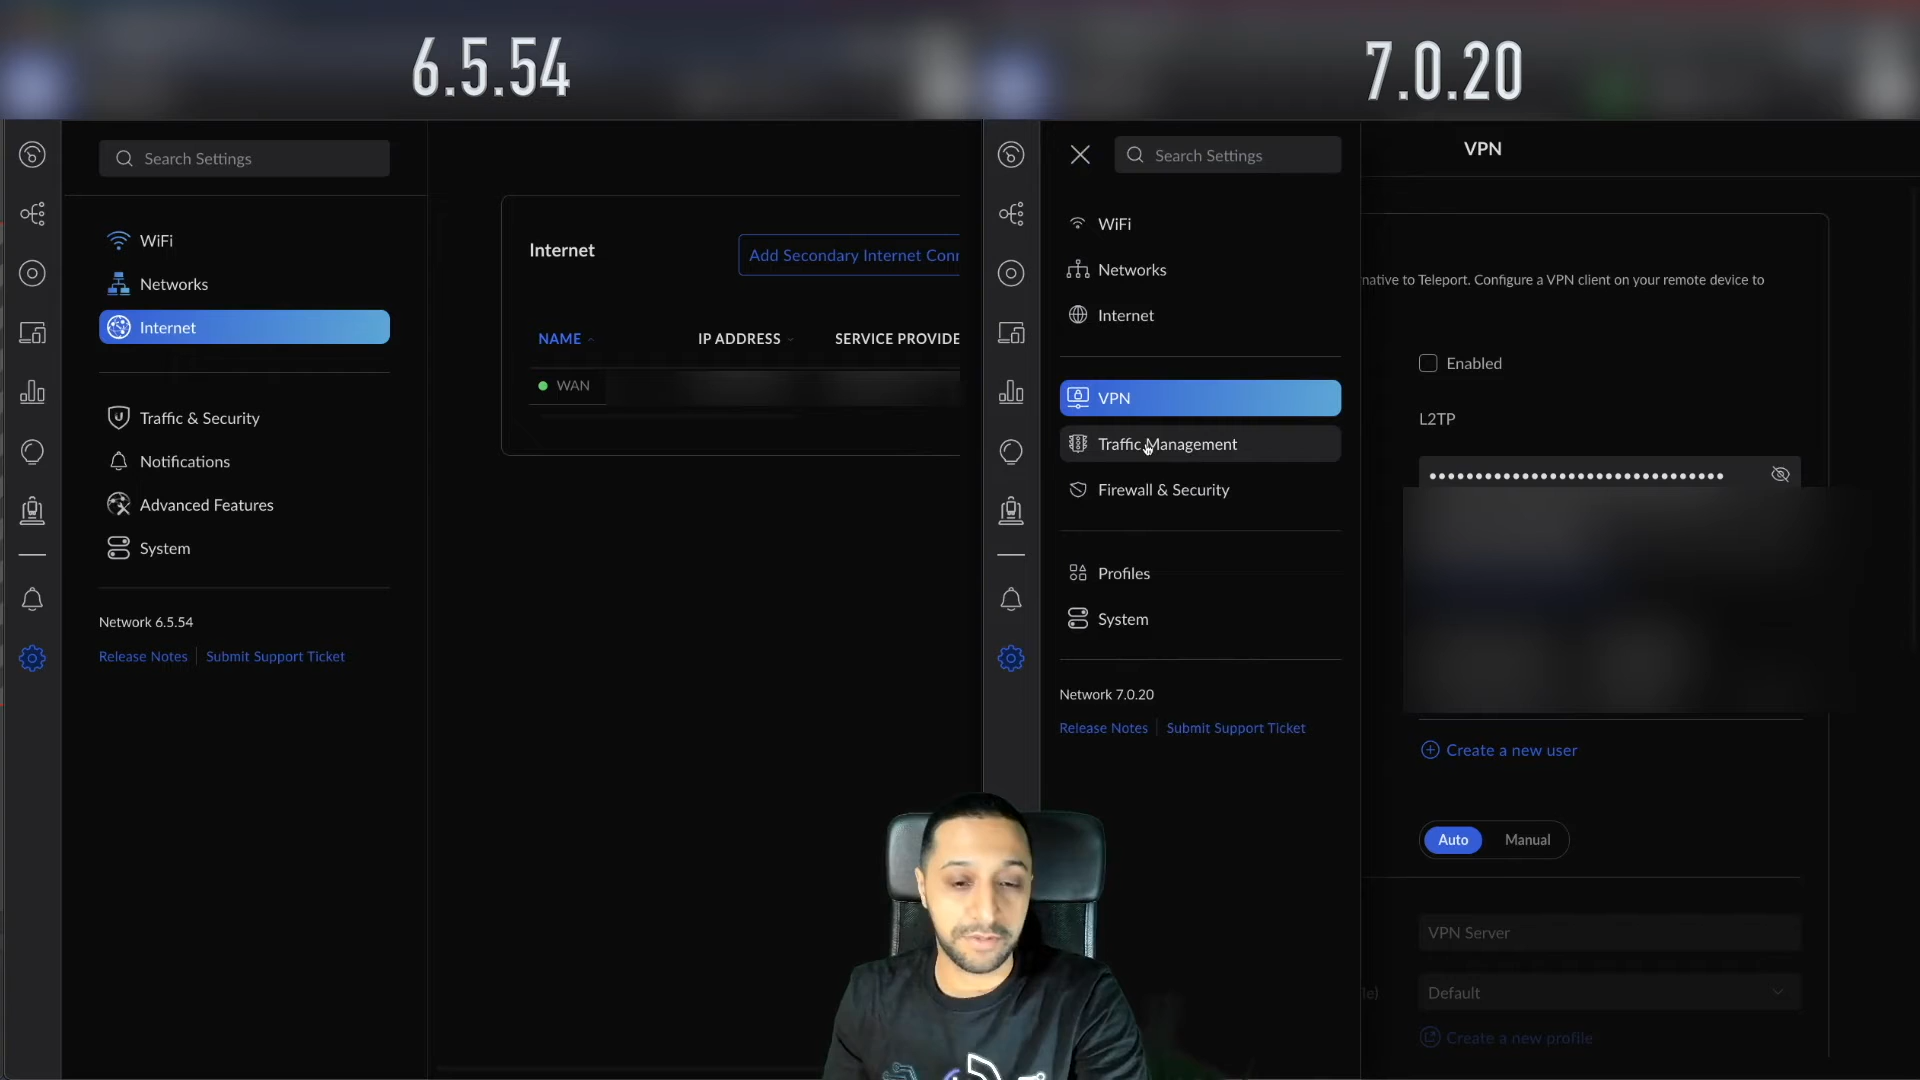 6.5.54
Search Settings
WiFi
Networks
Internet
Traffic & Security
Notifications
Advanced Features
System
Network 6.5.54
Release Notes
Submit Support Ticket
Internet
Add Secondary Internet Conn
NAME
IP ADDRESS
SERVICE PROVIDE
WAN
7.0.20
Search Settings
WiFi
Networks
Internet
VPN
Traffic Management
Firewall & Security
Profiles
System
Network 7.0.20
Release Notes
Submit Support Ticket
VPN
native to Teleport. Configure a VPN client on your remote device to
Enabled
L2TP
••••••••••••••••••••••••••••••••
Create a new user
Auto
Manual
VPN Server
le)
Default
Create a new profile